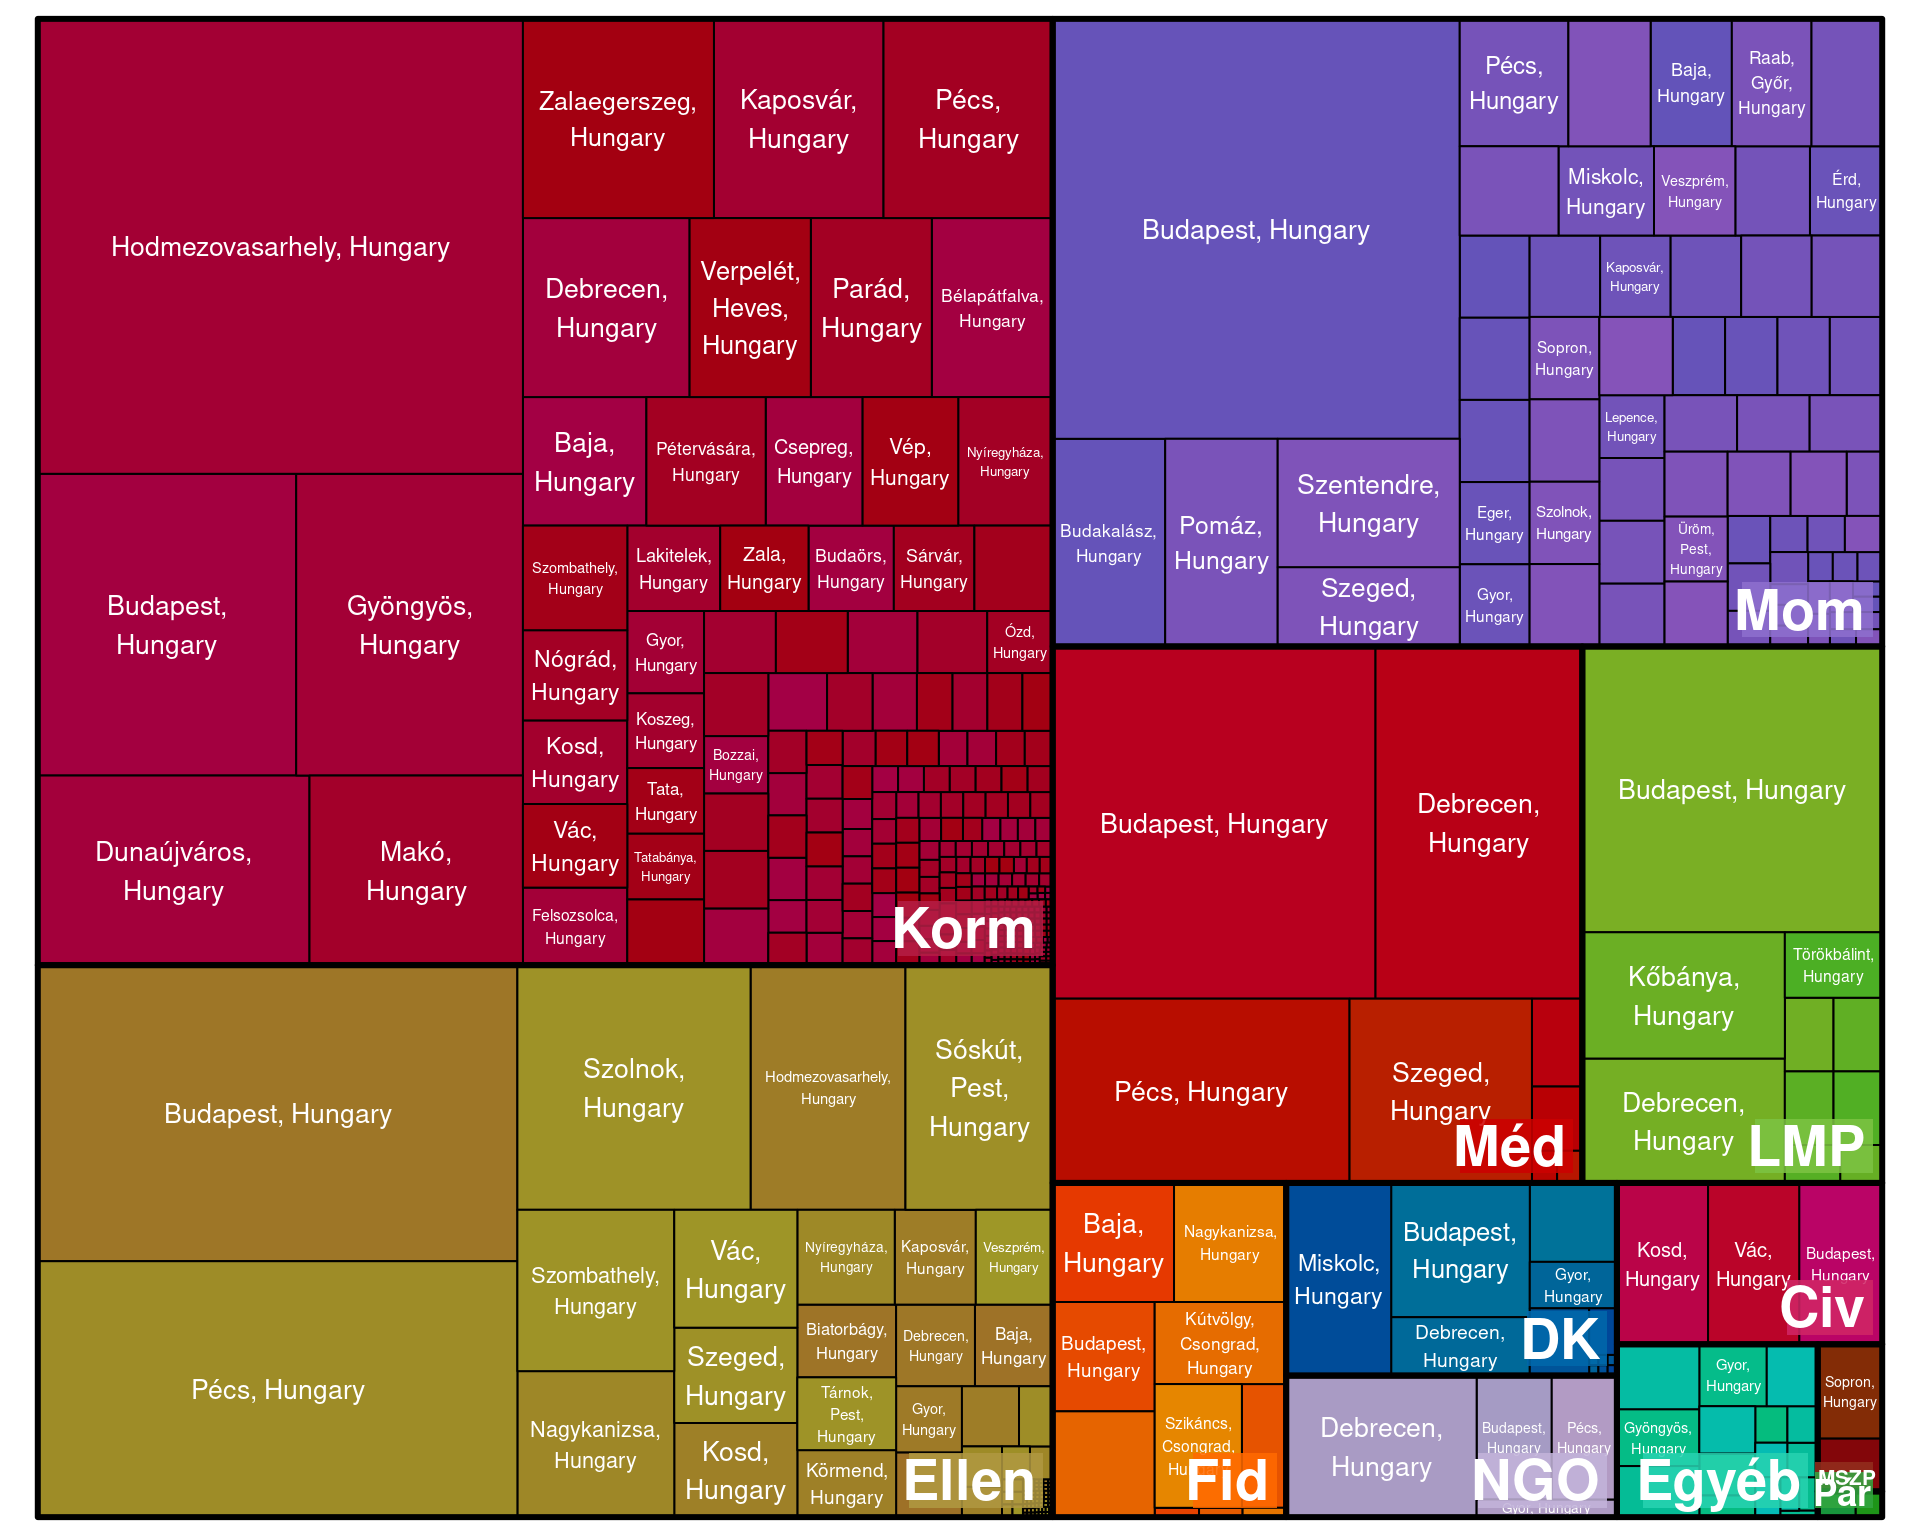 Hodmezovasarhely, Hungary
Budapest,
Hungary
Gyöngyös,
Hungary
Dunaújváros,
Hungary
Makó,
Hungary
Zalaegerszeg,
Hungary
Kaposvár,
Hungary
Pécs,
Hungary
Debrecen,
Hungary
Verpelét,
Heves,
Hungary
Parád,
Hungary
Bélapátfalva,
Hungary
Baja,
Hungary
Pétervására,
Hungary
Csepreg,
Hungary
Vép,
Hungary
Nyíregyháza,
Hungary
Szombathely,
Hungary
Lakitelek,
Hungary
Zala,
Hungary
Budaörs,
Hungary
Sárvár,
Hungary
Nógrád,
Hungary
Gyor,
Hungary
Ózd,
Hungary
Kosd,
Hungary
Koszeg,
Hungary
Bozzai,
Hungary
Vác,
Hungary
Tata,
Hungary
Tatabánya,
Hungary
Felsozsolca,
Hungary
Korm
Budapest, Hungary
Budakalász,
Hungary
Pomáz,
Hungary
Szentendre,
Hungary
Szeged,
Hungary
Pécs,
Hungary
Baja,
Hungary
Raab,
Győr,
Hungary
Miskolc,
Hungary
Veszprém,
Hungary
Érd,
Hungary
Kaposvár,
Hungary
Sopron,
Hungary
Lepence,
Hungary
Eger,
Hungary
Szolnok,
Hungary
Üröm,
Pest,
Hungary
Gyor,
Hungary
Mom
Budapest, Hungary
Debrecen,
Hungary
Pécs, Hungary
Szeged,
Hungary
Méd
Budapest, Hungary
Kőbánya,
Hungary
Törökbálint,
Hungary
Debrecen,
Hungary
LMP
Budapest, Hungary
Pécs, Hungary
Szolnok,
Hungary
Hodmezovasarhely,
Hungary
Sóskút,
Pest,
Hungary
Szombathely,
Hungary
Vác,
Hungary
Nyíregyháza,
Hungary
Kaposvár,
Hungary
Veszprém,
Hungary
Szeged,
Hungary
Biatorbágy,
Hungary
Debrecen,
Hungary
Baja,
Hungary
Nagykanizsa,
Hungary
Tárnok,
Pest,
Hungary
Gyor,
Hungary
Kosd,
Hungary
Körmend,
Hungary
Ellen
Baja,
Hungary
Nagykanizsa,
Hungary
Budapest,
Hungary
Kútvölgy,
Csongrad,
Hungary
Szikáncs,
Csongrad,
Fid
Miskolc,
Hungary
Budapest,
Hungary
Gyor,
Hungary
Debrecen,
Hungary
DK
Debrecen,
Hungary
Budapest,
Hungary
Pécs,
Hungary
Gyor, Hungary
NGO
Kosd,
Hungary
Vác,
Hungary
Budapest,
Hungary
Civ
Gyor,
Hungary
Gyöngyös,
Hungary
Egyéb
Sopron,
Hungary
MSZP
Pár